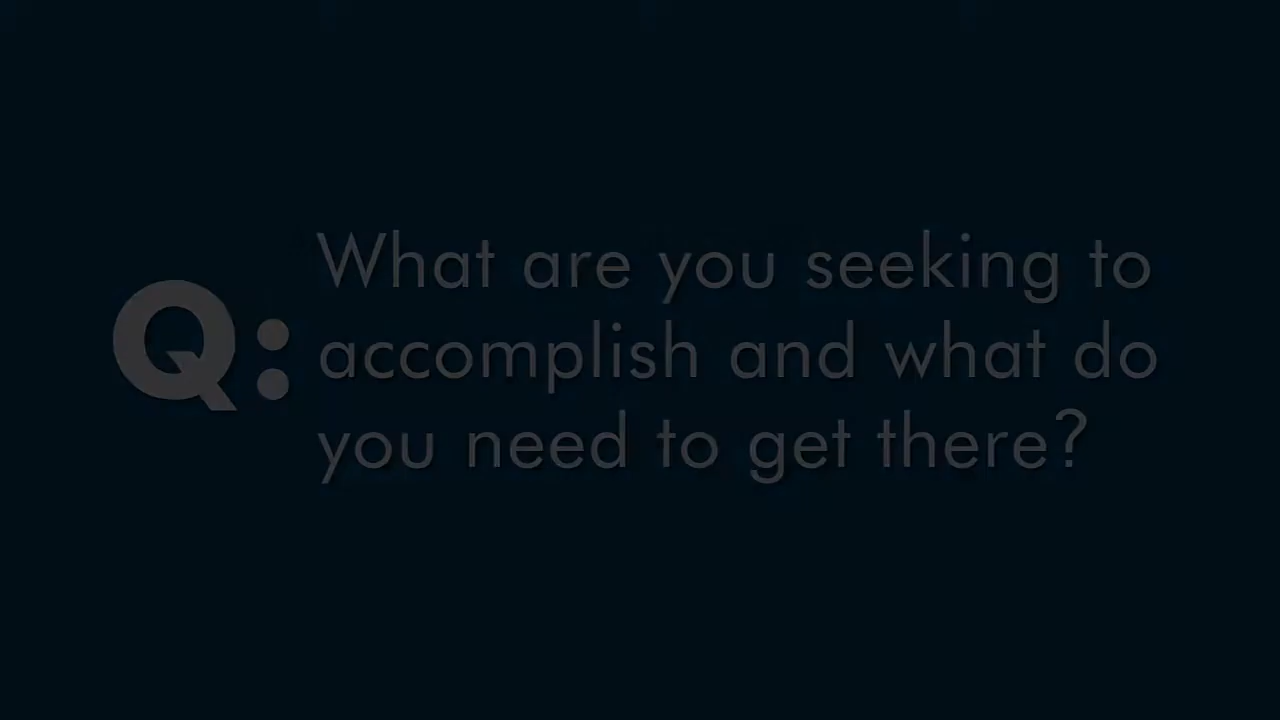 Q: What are you seeking to
accomplish and what do
you need to get there?